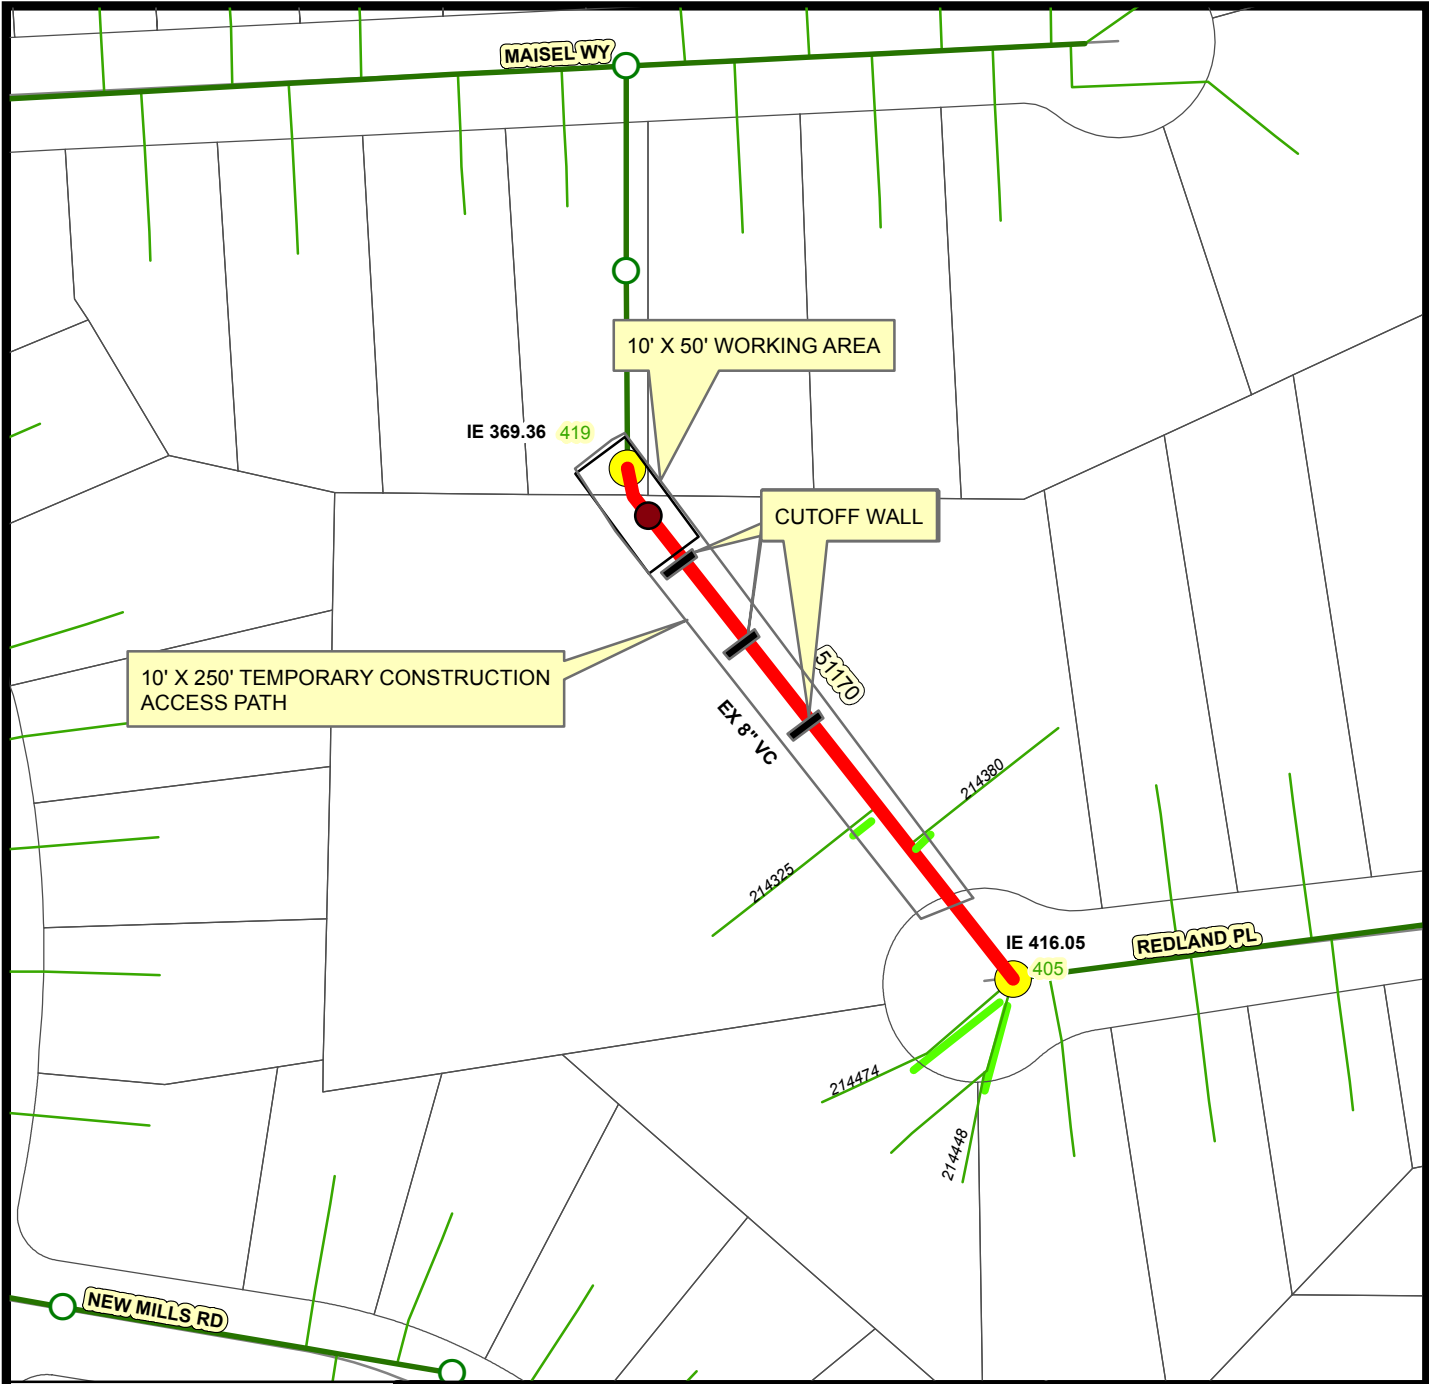 MAISEL WY
10' X 50' WORKING AREA
IE 369.36
419
CUTOFF WALL
10' X 250' TEMPORARY CONSTRUCTION
ACCESS PATH
51170
EX 8" VC
214380
214325
IE 416.05
405
REDLAND PL
214474
214448
NEW MILLS RD